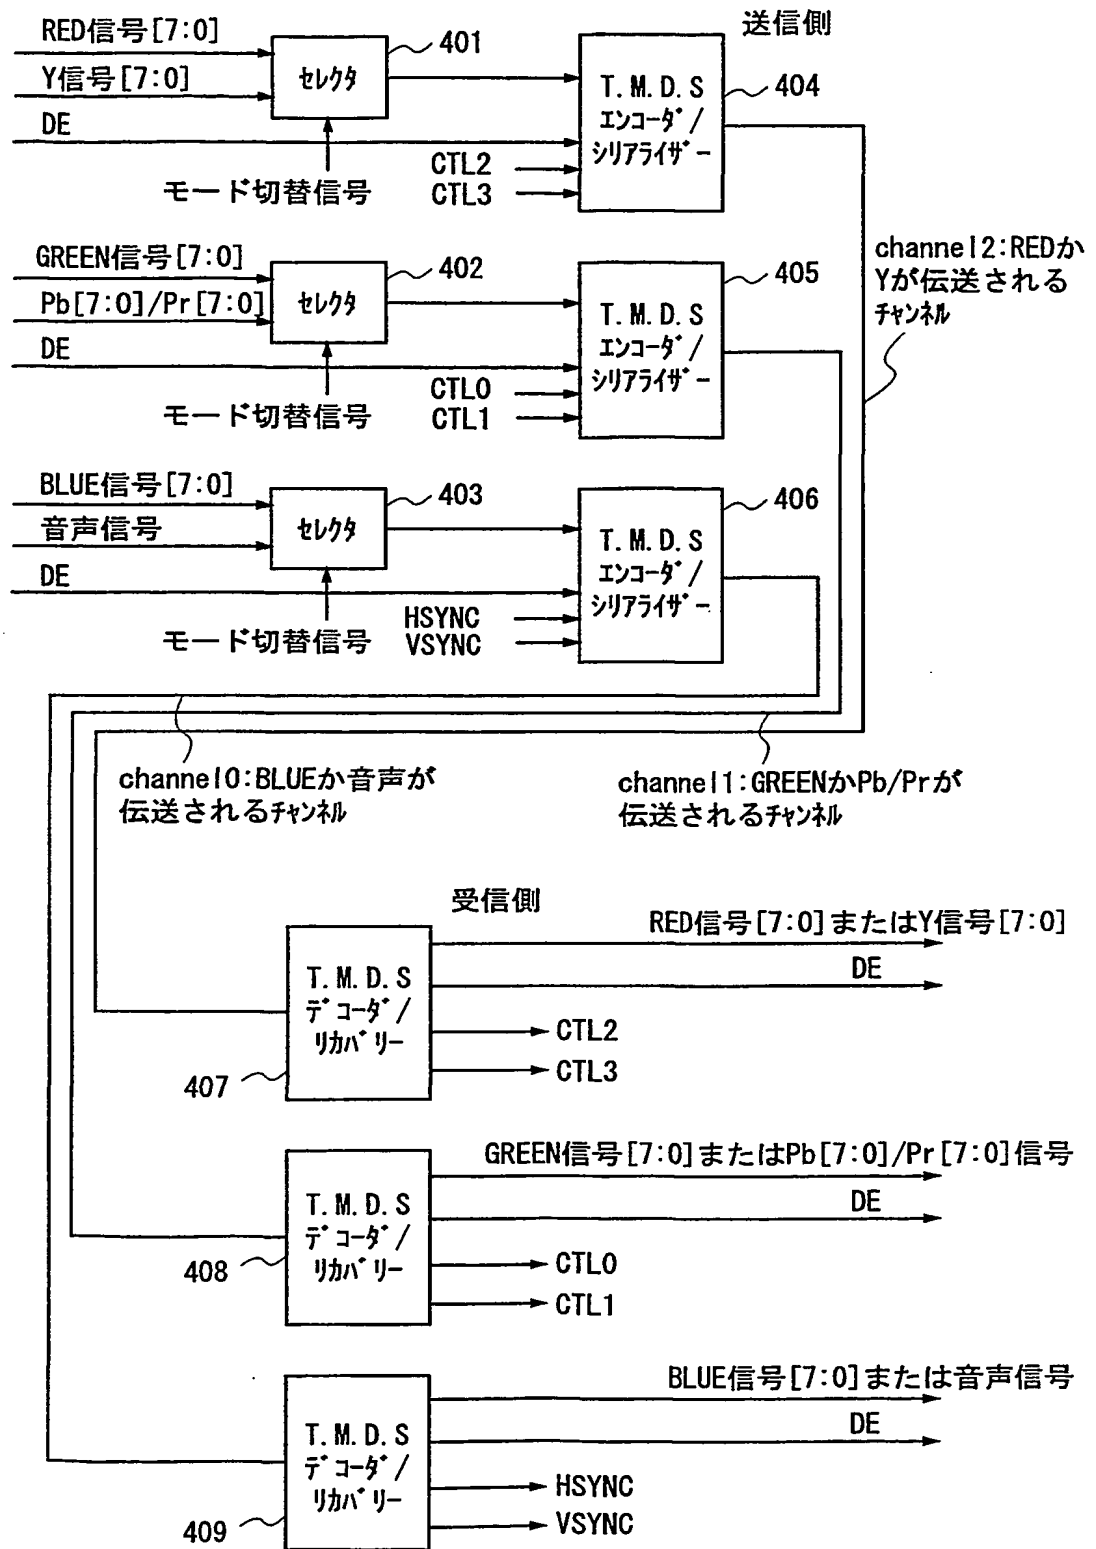 送信側
RED信号[7:0]
Y信号[7:0]
DE
セレクタ
401
モード切替信号
CTL2
CTL3
T.M.D.S
エンコーダ/
シリアライザー
404
GREEN信号[7:0]
Pb[7:0]/Pr[7:0]
DE
セレクタ
402
モード切替信号
CTL0
CTL1
T.M.D.S
エンコーダ/
シリアライザー
405
channel2:REDか
Yが伝送される
チャンネル
BLUE信号[7:0]
音声信号
DE
セレクタ
403
モード切替信号
HSYNC
VSYNC
T.M.D.S
エンコーダ/
シリアライザー
406
channel0:BLUEか音声が
伝送されるチャンネル
channel1:GREENかPb/Prが
伝送されるチャンネル
受信側
T.M.D.S
デコーダ/
リカバリー
407
RED信号[7:0]またはY信号[7:0]
DE
CTL2
CTL3
T.M.D.S
デコーダ/
リカバリー
408
GREEN信号[7:0]またはPb[7:0]/Pr[7:0]信号
DE
CTL0
CTL1
T.M.D.S
デコーダ/
リカバリー
409
BLUE信号[7:0]または音声信号
DE
HSYNC
VSYNC